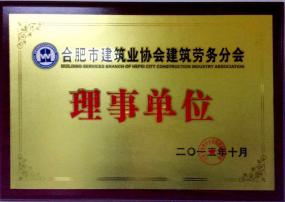 合肥市建筑业协会建筑劳务分会
BUILDING SERVICES BRANCH OF HEFEI CITY CONSTRUCTION INDUSTRY ASSOCIATION
理事单位
二〇一五年十月